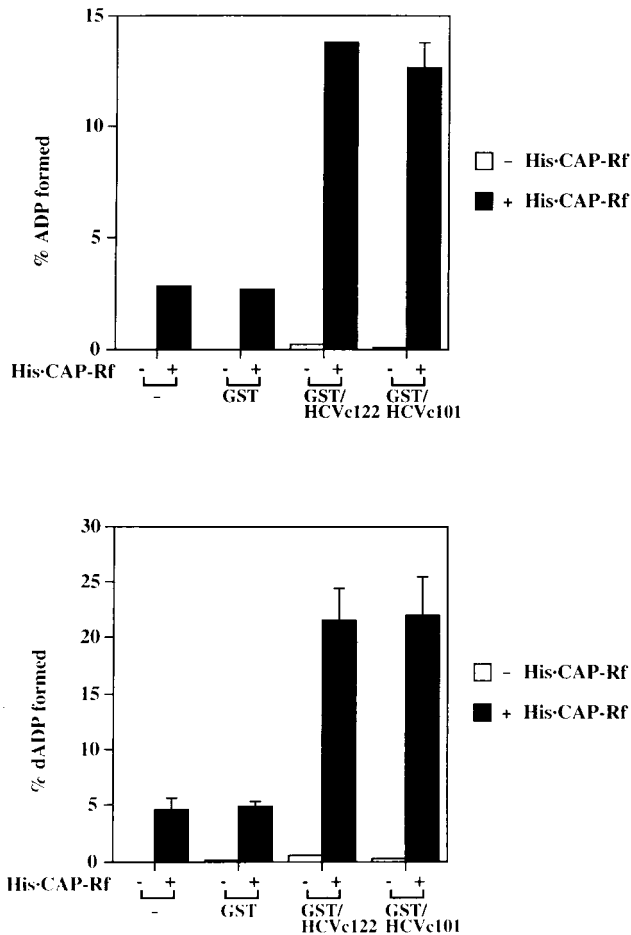 15
10
5
0
% ADP formed
- His·CAP-Rf
+ His·CAP-Rf
His·CAP-Rf - + - + - + - +
- GST GST/ GST/
HCVc122 HCVc101
30
25
20
15
10
5
0
% dADP formed
- His·CAP-Rf
+ His·CAP-Rf
His·CAP-Rf - + - + - + - +
- GST GST/ GST/
HCVc122 HCVc101